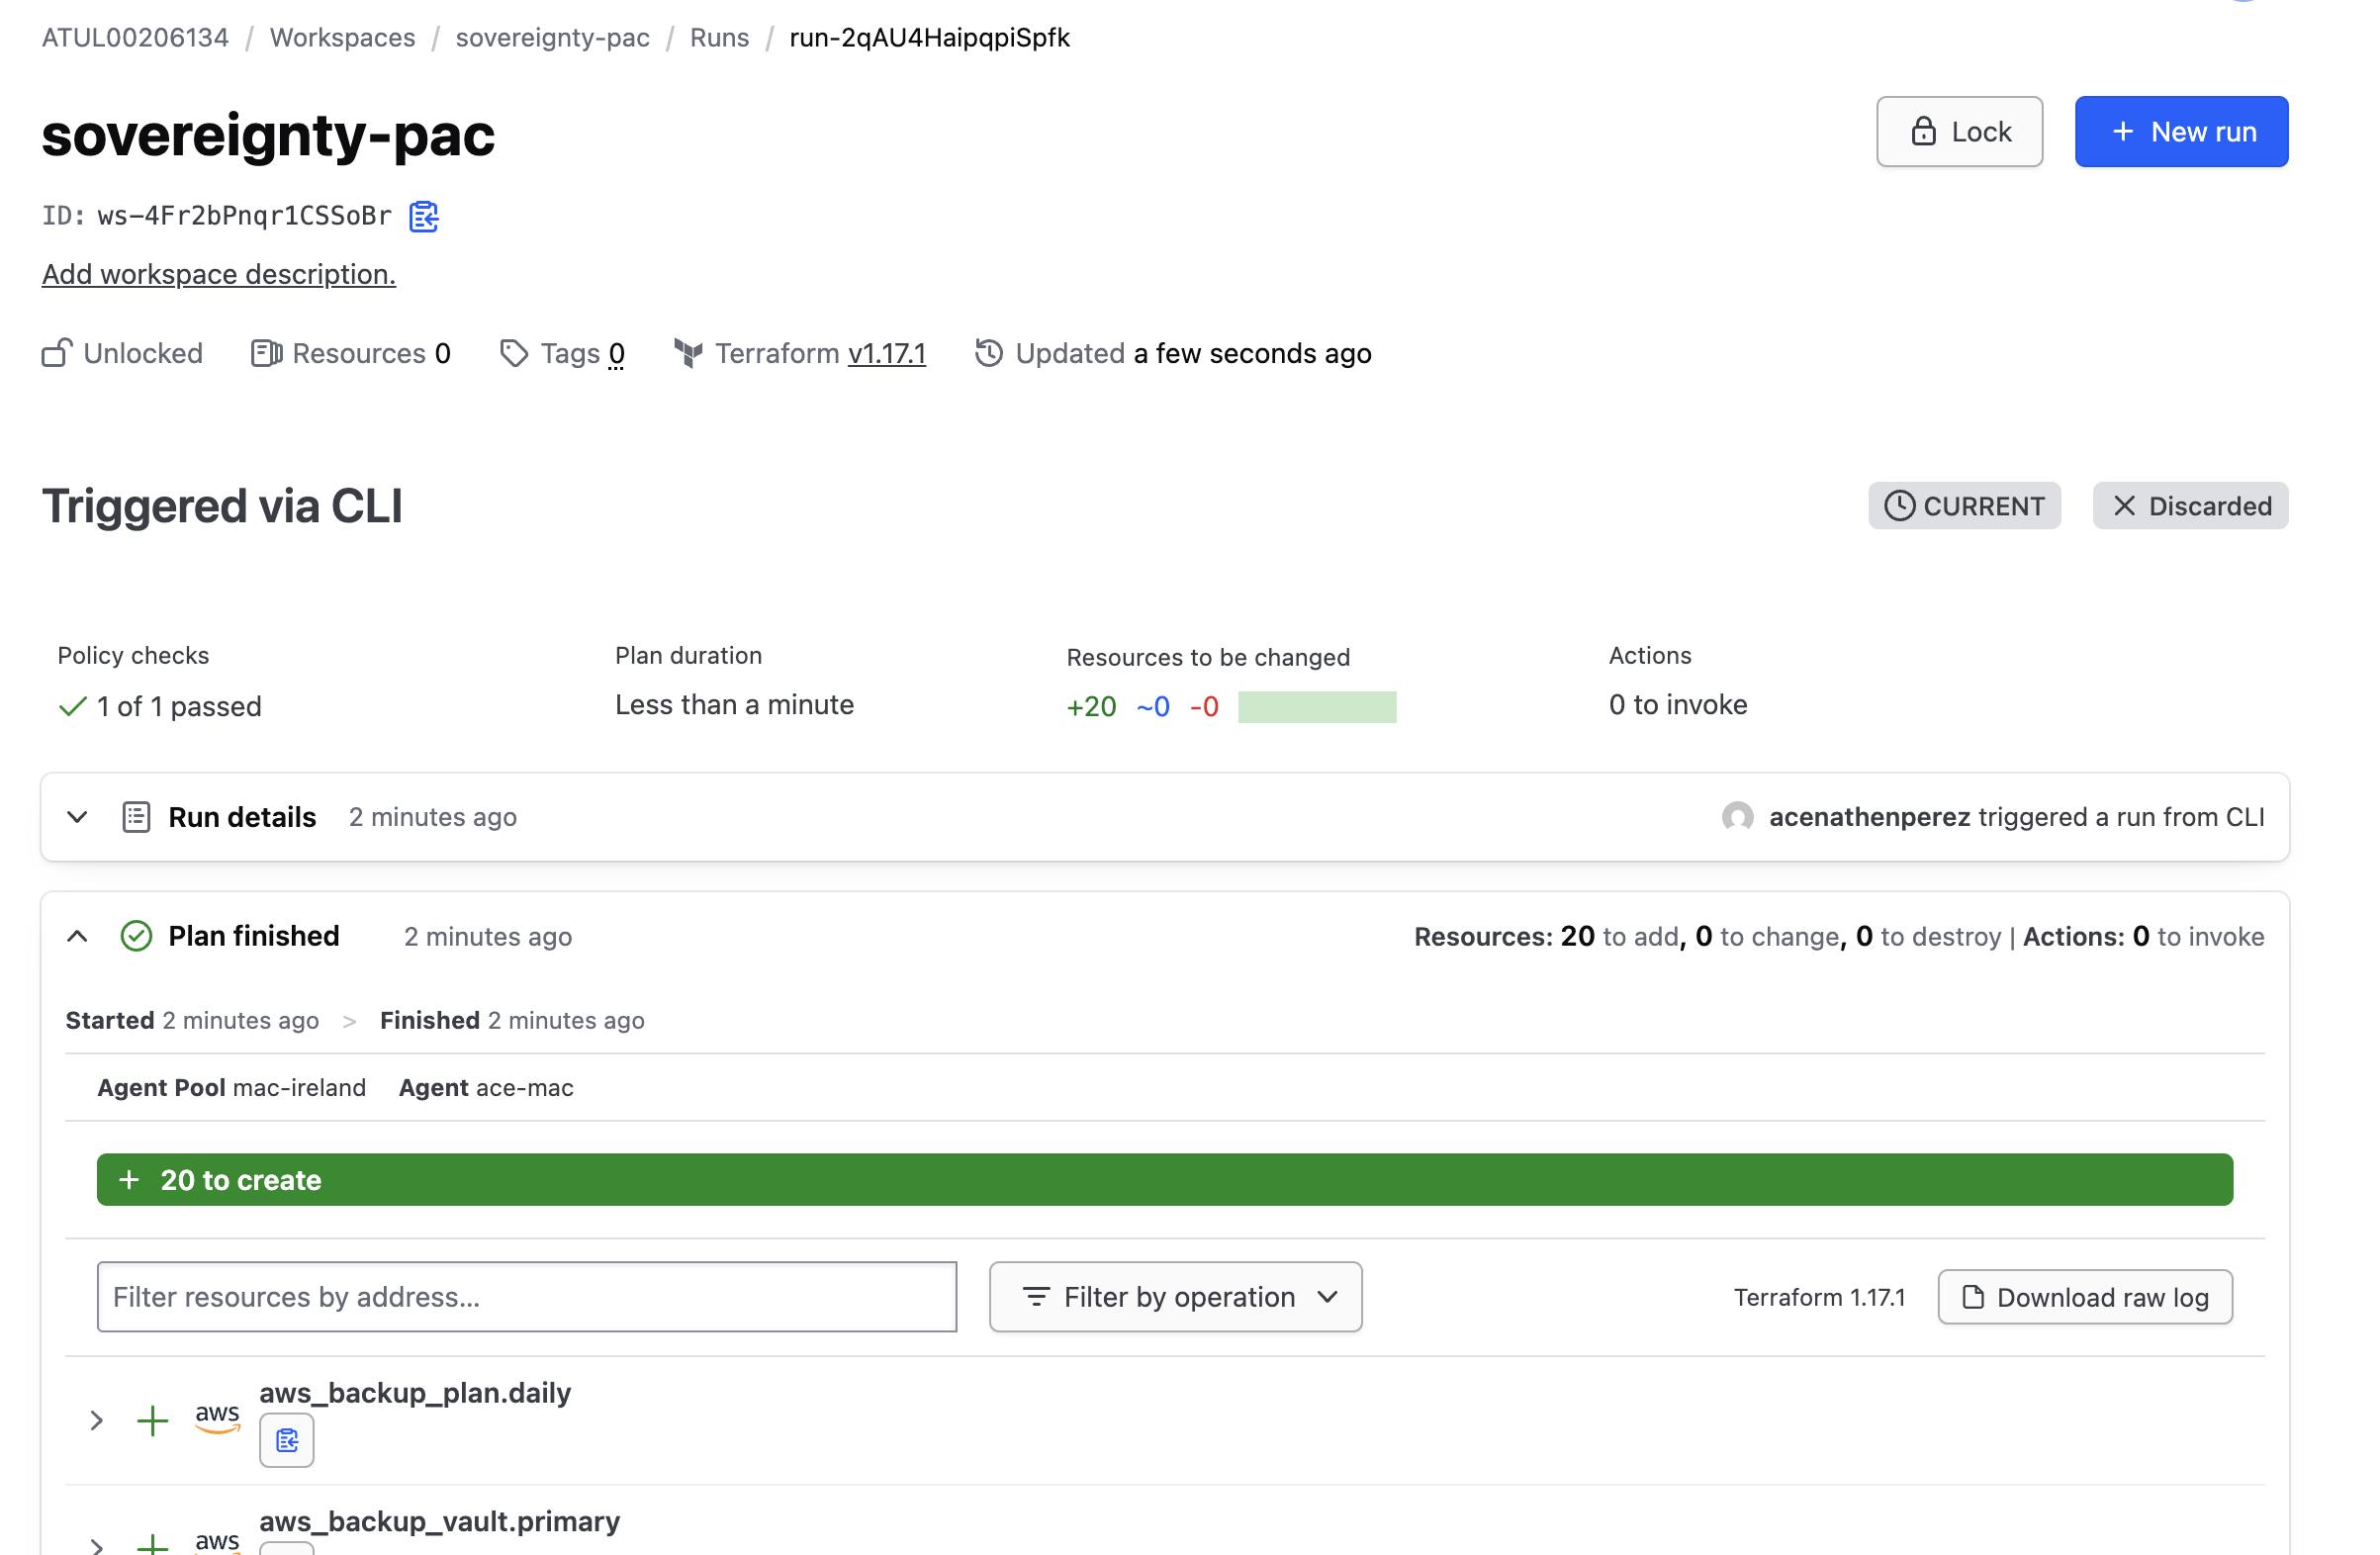 ATUL00206134 / Workspaces / sovereignty-pac / Runs / run-2qAU4HaipqpiSpfk
sovereignty-pac
Lock
+ New run
ID: ws-4Fr2bPnqr1CSSoBr
Add workspace description.
Unlocked Resources 0 Tags 0 Terraform v1.17.1 Updated a few seconds ago
Triggered via CLI
CURRENT
Discarded
Policy checks
1 of 1 passed
Plan duration
Less than a minute
Resources to be changed
+20 ~0 -0
Actions
0 to invoke
Run details 2 minutes ago
acenathenperez triggered a run from CLI
Plan finished 2 minutes ago
Resources: 20 to add, 0 to change, 0 to destroy | Actions: 0 to invoke
Started 2 minutes ago > Finished 2 minutes ago
Agent Pool mac-ireland Agent ace-mac
+ 20 to create
Filter resources by address...
Filter by operation
Terraform 1.17.1
Download raw log
aws
aws_backup_plan.daily
aws
aws_backup_vault.primary